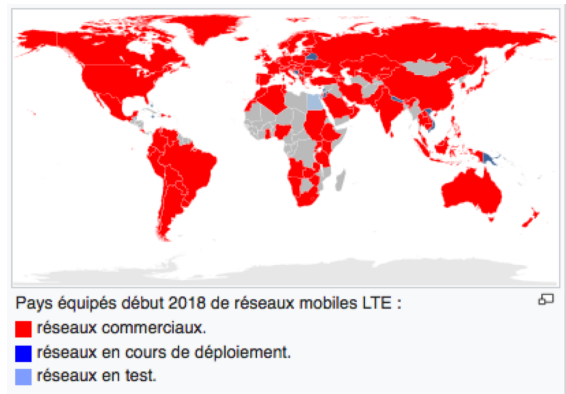 Pays équipés début 2018 de réseaux mobiles LTE :
réseaux commerciaux.
réseaux en cours de déploiement.
réseaux en test.